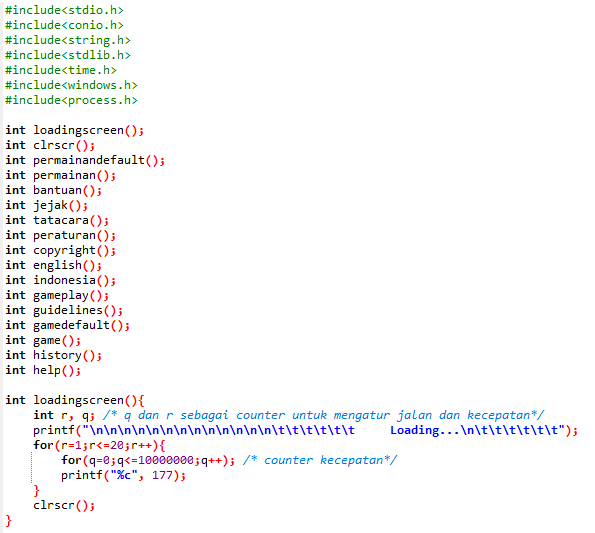 #include<stdio.h>
#include<conio.h>
#include<string.h>
#include<stdlib.h>
#include<time.h>
#include<windows.h>
#include<process.h>

int loadingscreen();
int clrscr();
int permainandefault();
int permainan();
int bantuan();
int jejak();
int tatacara();
int peraturan();
int copyright();
int english();
int indonesia();
int gameplay();
int guidelines();
int gamedefault();
int game();
int history();
int help();

int loadingscreen(){
    int r, q; /* q dan r sebagai counter untuk mengatur jalan dan kecepatan*/
    printf("\n\n\n\n\n\n\n\n\n\n\n\n\n\t\t\t\t\t\t     Loading...\n\t\t\t\t\t\t");
    for(r=1;r<=20;r++){
        for(q=0;q<=10000000;q++); /* counter kecepatan*/
        printf("%c", 177);
    }
    clrscr();
}